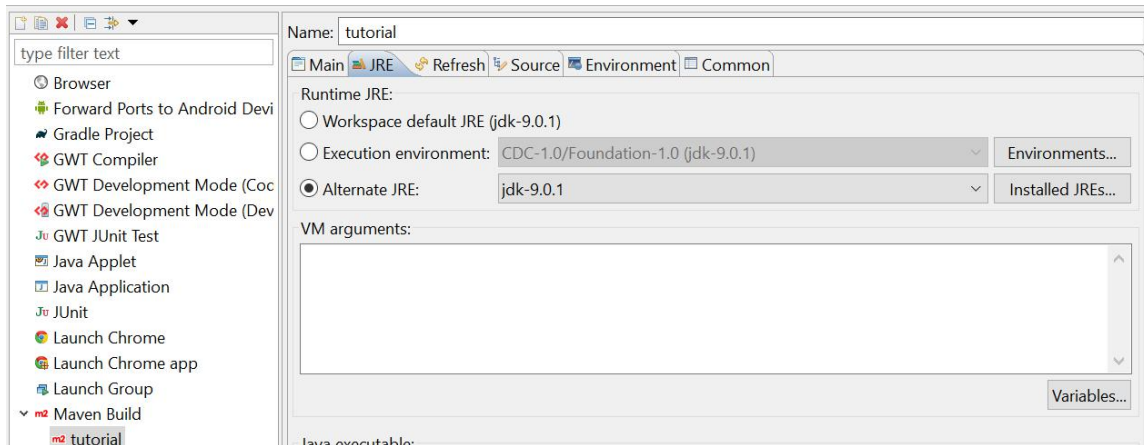 type filter text
Browser
Forward Ports to Android Devi
Gradle Project
GWT Compiler
GWT Development Mode (Coc
GWT Development Mode (Dev
Ju GWT JUnit Test
Java Applet
Java Application
Ju JUnit
Launch Chrome
Launch Chrome app
Launch Group
m2 Maven Build
m2 tutorial
Name: tutorial
Main JRE Refresh Source Environment Common
Runtime JRE:
Workspace default JRE (jdk-9.0.1)
Execution environment: CDC-1.0/Foundation-1.0 (jdk-9.0.1) Environments...
Alternate JRE: jdk-9.0.1 Installed JREs...
VM arguments:
Variables...
Java executable: